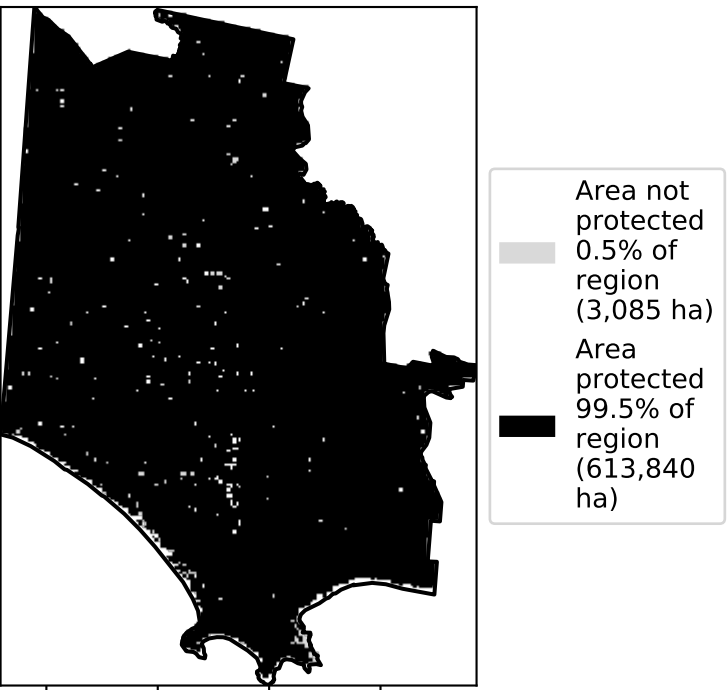 Area not
protected
0.5% of
region
(3,085 ha)
Area
protected
99.5% of
region
(613,840
ha)